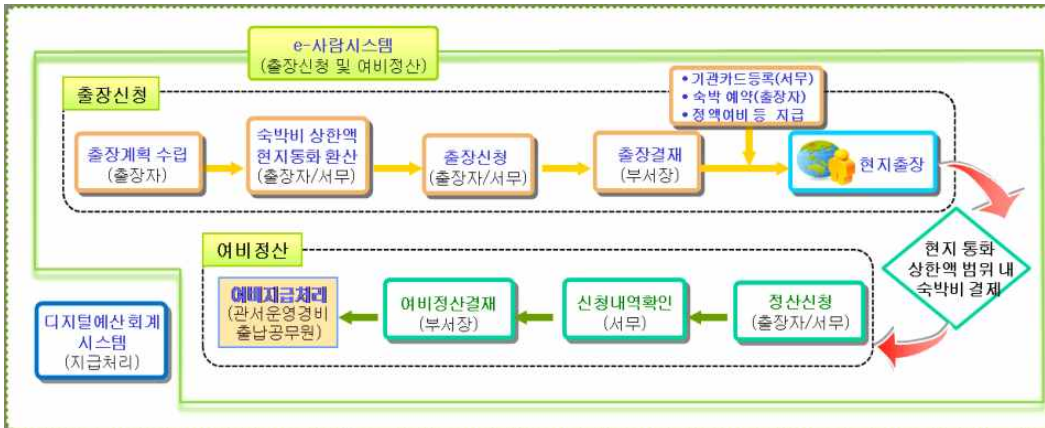 e-사람시스템
(출장신청 및 여비정산)
출장신청
• 기관카드등록(서무)
• 숙박 예약(출장자)
• 정액여비 등 지급
출장계획 수립
(출장자)
숙박비 상한액
현지통화 환산
(출장자/서무)
출장신청
(출장자/서무)
출장결재
(부서장)
현지출장
현지 통화
상한액 범위 내
숙박비 결제
여비정산
여비지급처리
(관서운영경비
출납공무원)
여비정산결재
(부서장)
신청내역확인
(서무)
정산신청
(출장자/서무)
디지털예산회계
시스템
(지급처리)